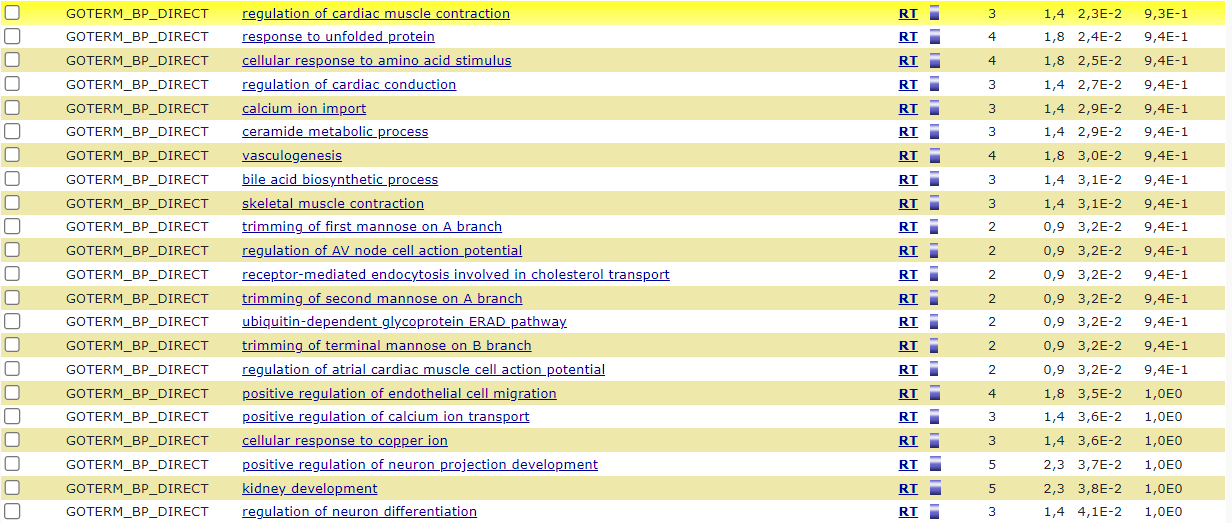 GOTERM_BP_DIRECT regulation of cardiac muscle contraction RT 3 1,4 2,3E-2 9,3E-1
GOTERM_BP_DIRECT response to unfolded protein RT 4 1,8 2,4E-2 9,4E-1
GOTERM_BP_DIRECT cellular response to amino acid stimulus RT 4 1,8 2,5E-2 9,4E-1
GOTERM_BP_DIRECT regulation of cardiac conduction RT 3 1,4 2,7E-2 9,4E-1
GOTERM_BP_DIRECT calcium ion import RT 3 1,4 2,9E-2 9,4E-1
GOTERM_BP_DIRECT ceramide metabolic process RT 3 1,4 2,9E-2 9,4E-1
GOTERM_BP_DIRECT vasculogenesis RT 4 1,8 3,0E-2 9,4E-1
GOTERM_BP_DIRECT bile acid biosynthetic process RT 3 1,4 3,1E-2 9,4E-1
GOTERM_BP_DIRECT skeletal muscle contraction RT 3 1,4 3,1E-2 9,4E-1
GOTERM_BP_DIRECT trimming of first mannose on A branch RT 2 0,9 3,2E-2 9,4E-1
GOTERM_BP_DIRECT regulation of AV node cell action potential RT 2 0,9 3,2E-2 9,4E-1
GOTERM_BP_DIRECT receptor-mediated endocytosis involved in cholesterol transport RT 2 0,9 3,2E-2 9,4E-1
GOTERM_BP_DIRECT trimming of second mannose on A branch RT 2 0,9 3,2E-2 9,4E-1
GOTERM_BP_DIRECT ubiquitin-dependent glycoprotein ERAD pathway RT 2 0,9 3,2E-2 9,4E-1
GOTERM_BP_DIRECT trimming of terminal mannose on B branch RT 2 0,9 3,2E-2 9,4E-1
GOTERM_BP_DIRECT regulation of atrial cardiac muscle cell action potential RT 2 0,9 3,2E-2 9,4E-1
GOTERM_BP_DIRECT positive regulation of endothelial cell migration RT 4 1,8 3,5E-2 1,0E0
GOTERM_BP_DIRECT positive regulation of calcium ion transport RT 3 1,4 3,6E-2 1,0E0
GOTERM_BP_DIRECT cellular response to copper ion RT 3 1,4 3,6E-2 1,0E0
GOTERM_BP_DIRECT positive regulation of neuron projection development RT 5 2,3 3,7E-2 1,0E0
GOTERM_BP_DIRECT kidney development RT 5 2,3 3,8E-2 1,0E0
GOTERM_BP_DIRECT regulation of neuron differentiation RT 3 1,4 4,1E-2 1,0E0